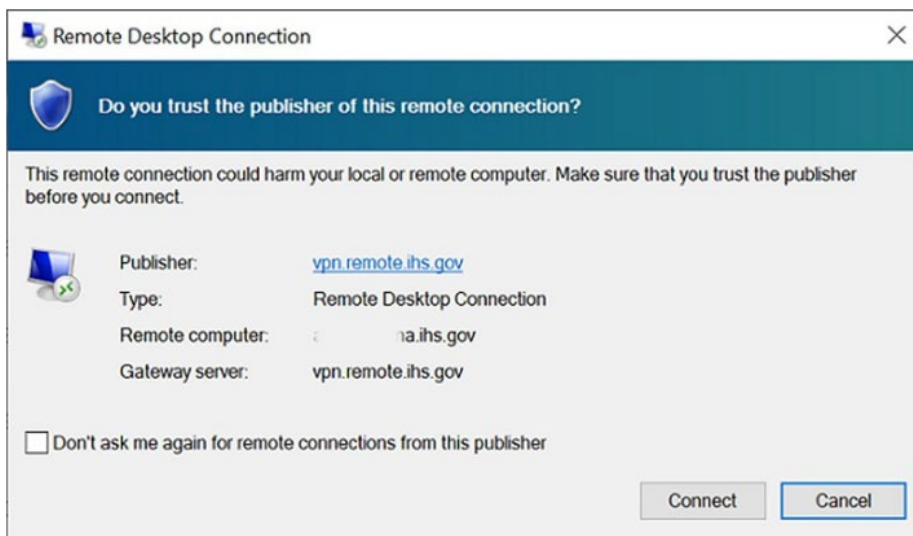 Remote Desktop Connection
Do you trust the publisher of this remote connection?
This remote connection could harm your local or remote computer. Make sure that you trust the publisher
before you connect.
Publisher: vpn.remote.ihs.gov
Type: Remote Desktop Connection
Remote computer: na.ihs.gov
Gateway server: vpn.remote.ihs.gov
Don't ask me again for remote connections from this publisher
Connect Cancel